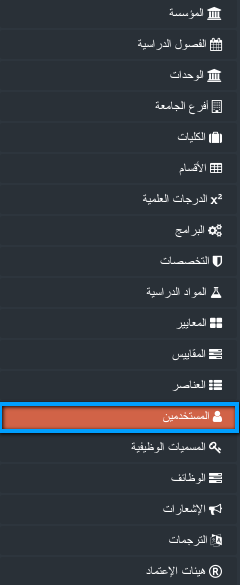 المؤسسة
الفصول الدراسية
الوحدات
أفرع الجامعة
الكليات
الأقسام
الدرجات العلمية
البرامج
التخصصات
المواد الدراسية
المعايير
المقاييس
العناصر
المستخدمين
المسميات الوظيفية
الوظائف
الإشعارات
الترجمات
هيئات الإعتماد